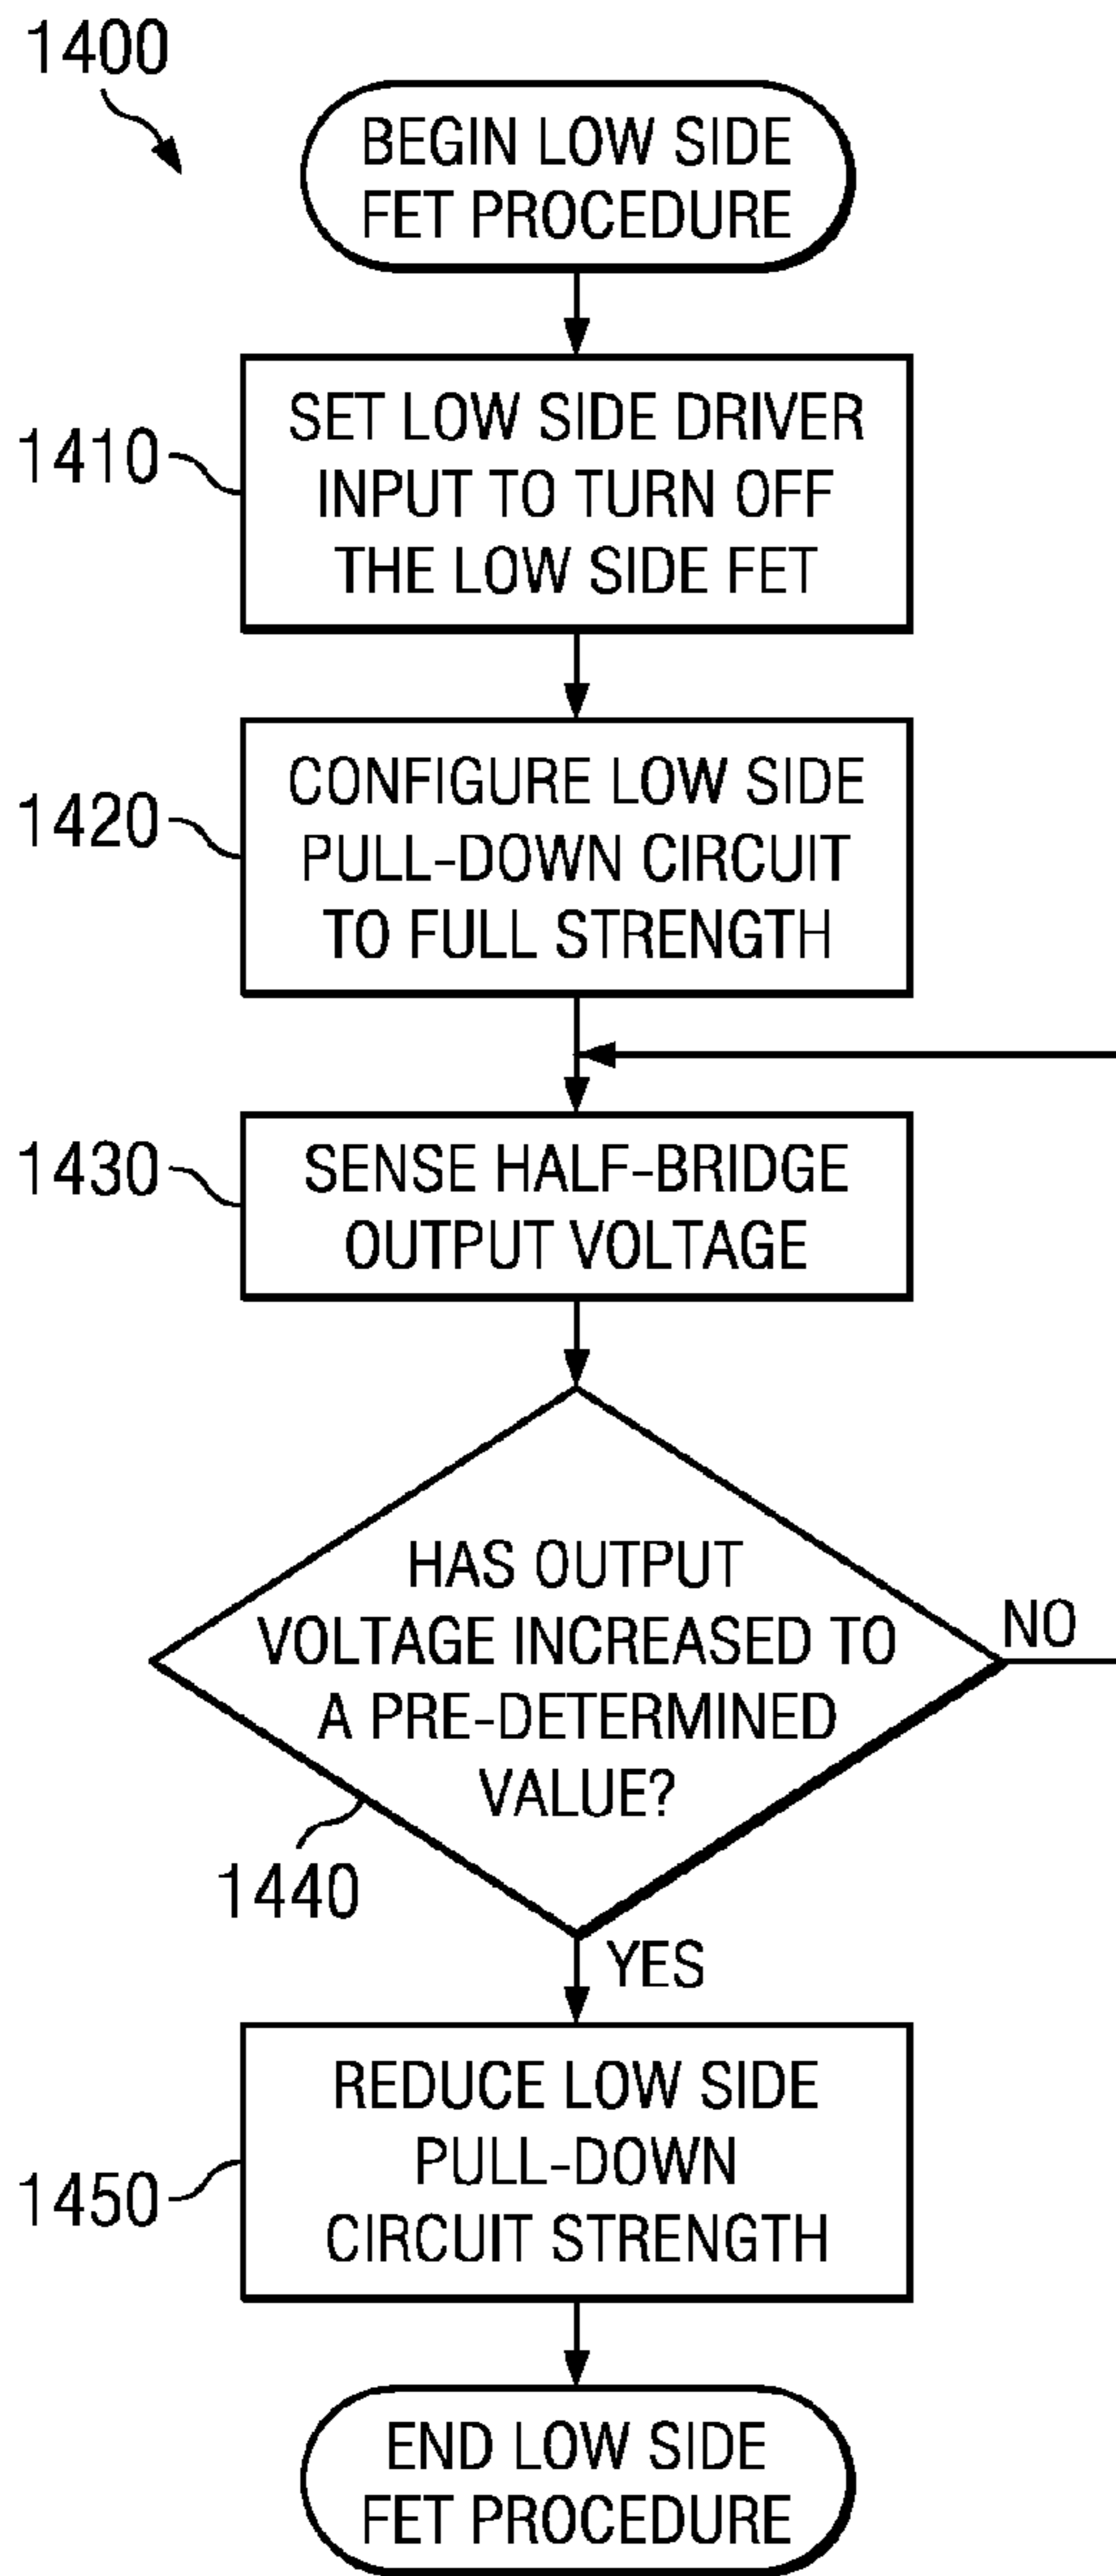 1400
BEGIN LOW SIDE
FET PROCEDURE
1410
SET LOW SIDE DRIVER
INPUT TO TURN OFF
THE LOW SIDE FET
1420
CONFIGURE LOW SIDE
PULL-DOWN CIRCUIT
TO FULL STRENGTH
1430
SENSE HALF-BRIDGE
OUTPUT VOLTAGE
HAS OUTPUT
VOLTAGE INCREASED TO
A PRE-DETERMINED
VALUE?
NO
1440
YES
1450
REDUCE LOW SIDE
PULL-DOWN
CIRCUIT STRENGTH
END LOW SIDE
FET PROCEDURE